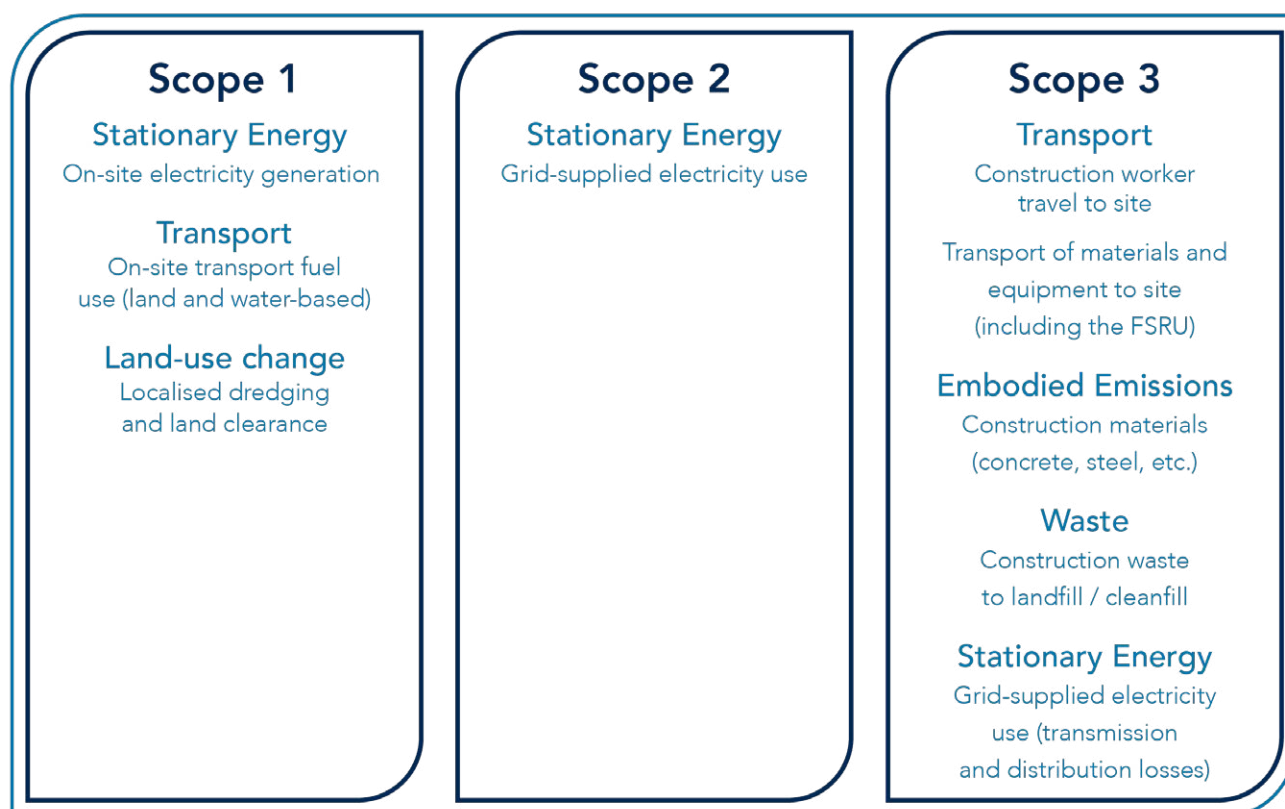 Scope 1
Stationary Energy
On-site electricity generation
Transport
On-site transport fuel
use (land and water-based)
Land-use change
Localised dredging
and land clearance
Scope 2
Stationary Energy
Grid-supplied electricity use
Scope 3
Transport
Construction worker
travel to site
Transport of materials and
equipment to site
(including the FSRU)
Embodied Emissions
Construction materials
(concrete, steel, etc.)
Waste
Construction waste
to landfill / cleanfill
Stationary Energy
Grid-supplied electricity
use (transmission
and distribution losses)